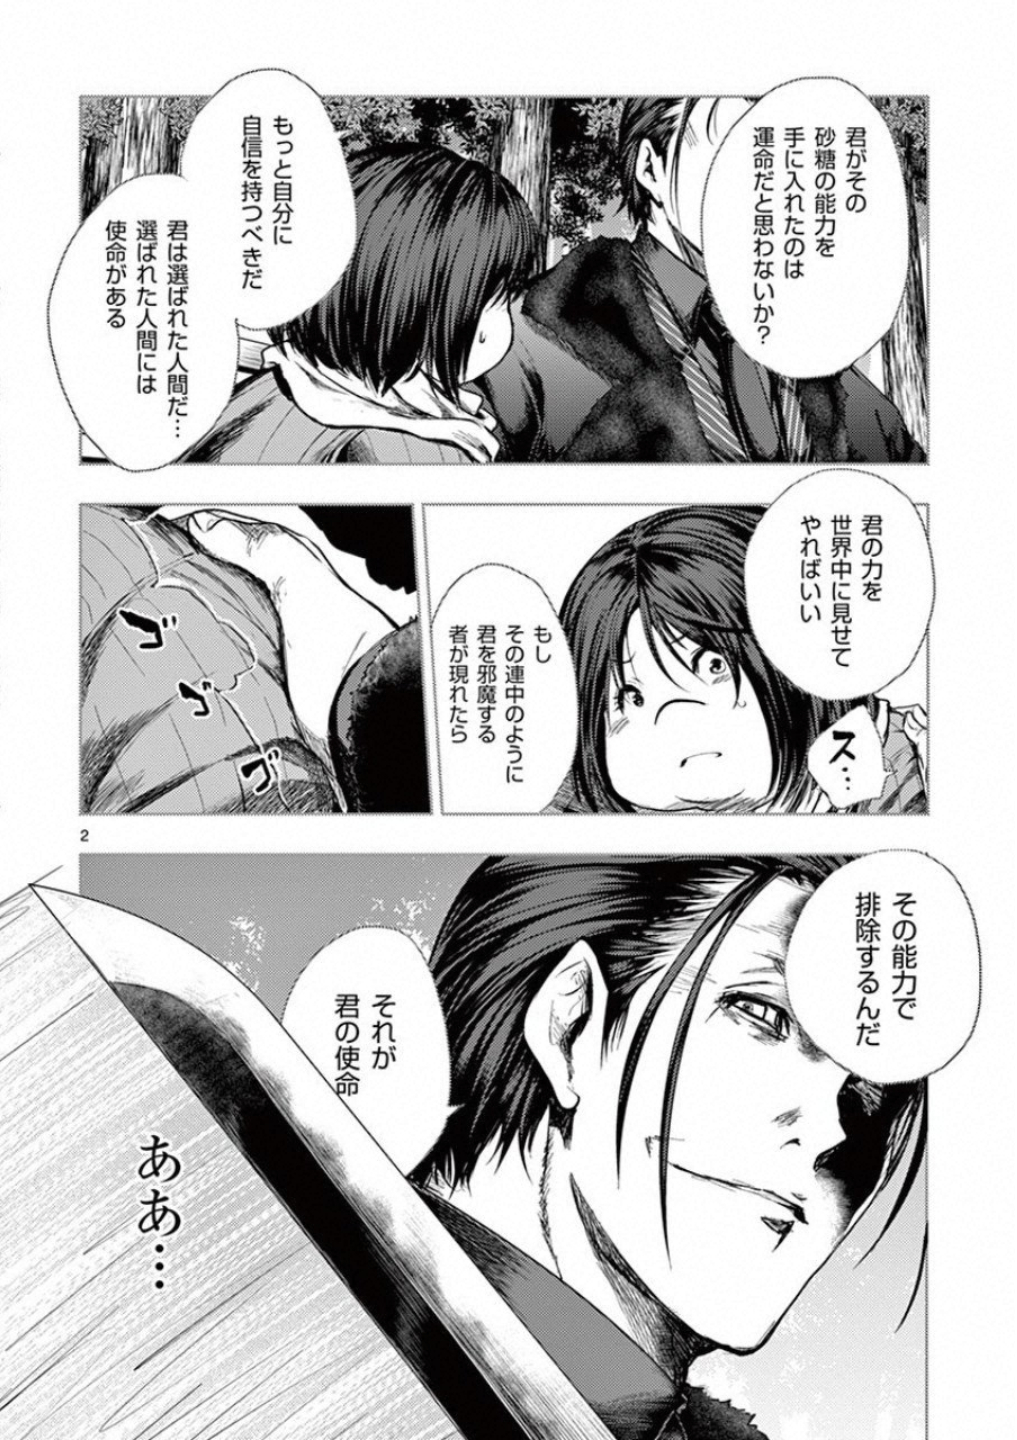 君がその
砂糖の能力を
手に入れたのは
運命だと思わないか?
もっと自分に
自信を持つべきだ
君は選ばれた人間だ…
選ばれた人間には
使命がある
君の力を
世界中に見せて
やればいい
ス…
もし
その連中のように
君を邪魔する
者が現れたら
ゴ
ゴ
ゴ
2
その能力で
排除するんだ
それが
君の使命
ああ…